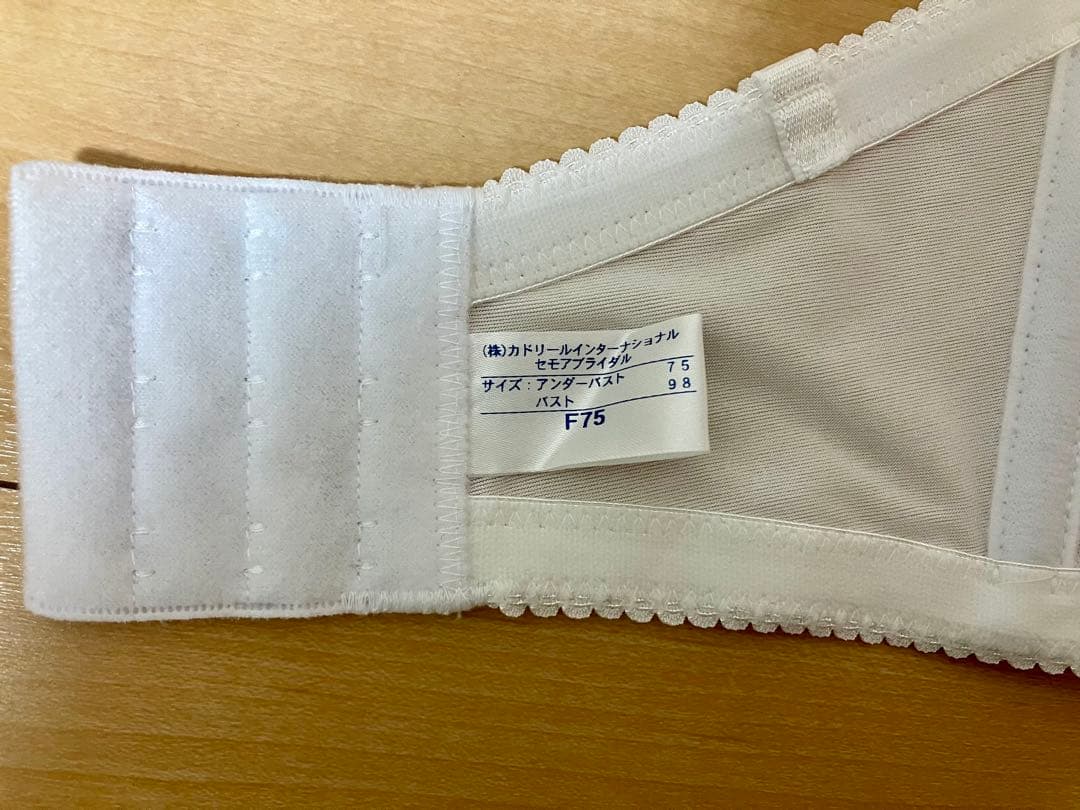 (株)カドリールインターナショナル
セモアブライダル
サイズ：アンダーバスト 75
バスト 98
F75